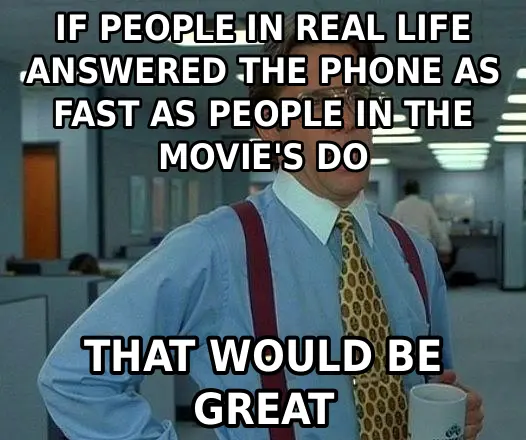 IF PEOPLE IN REAL LIFE
ANSWERED THE PHONE AS
FAST AS PEOPLE IN THE
MOVIE'S DO
THAT WOULD BE
GREAT